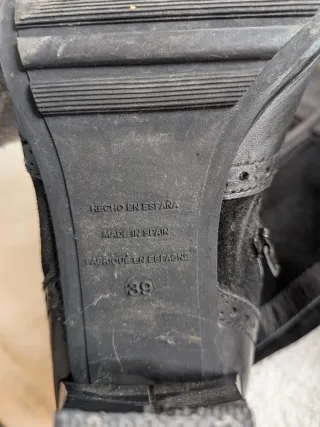 HECHO EN ESPAÑA
MADE IN SPAIN
FABRIQUÉ EN ESPAGNE
39